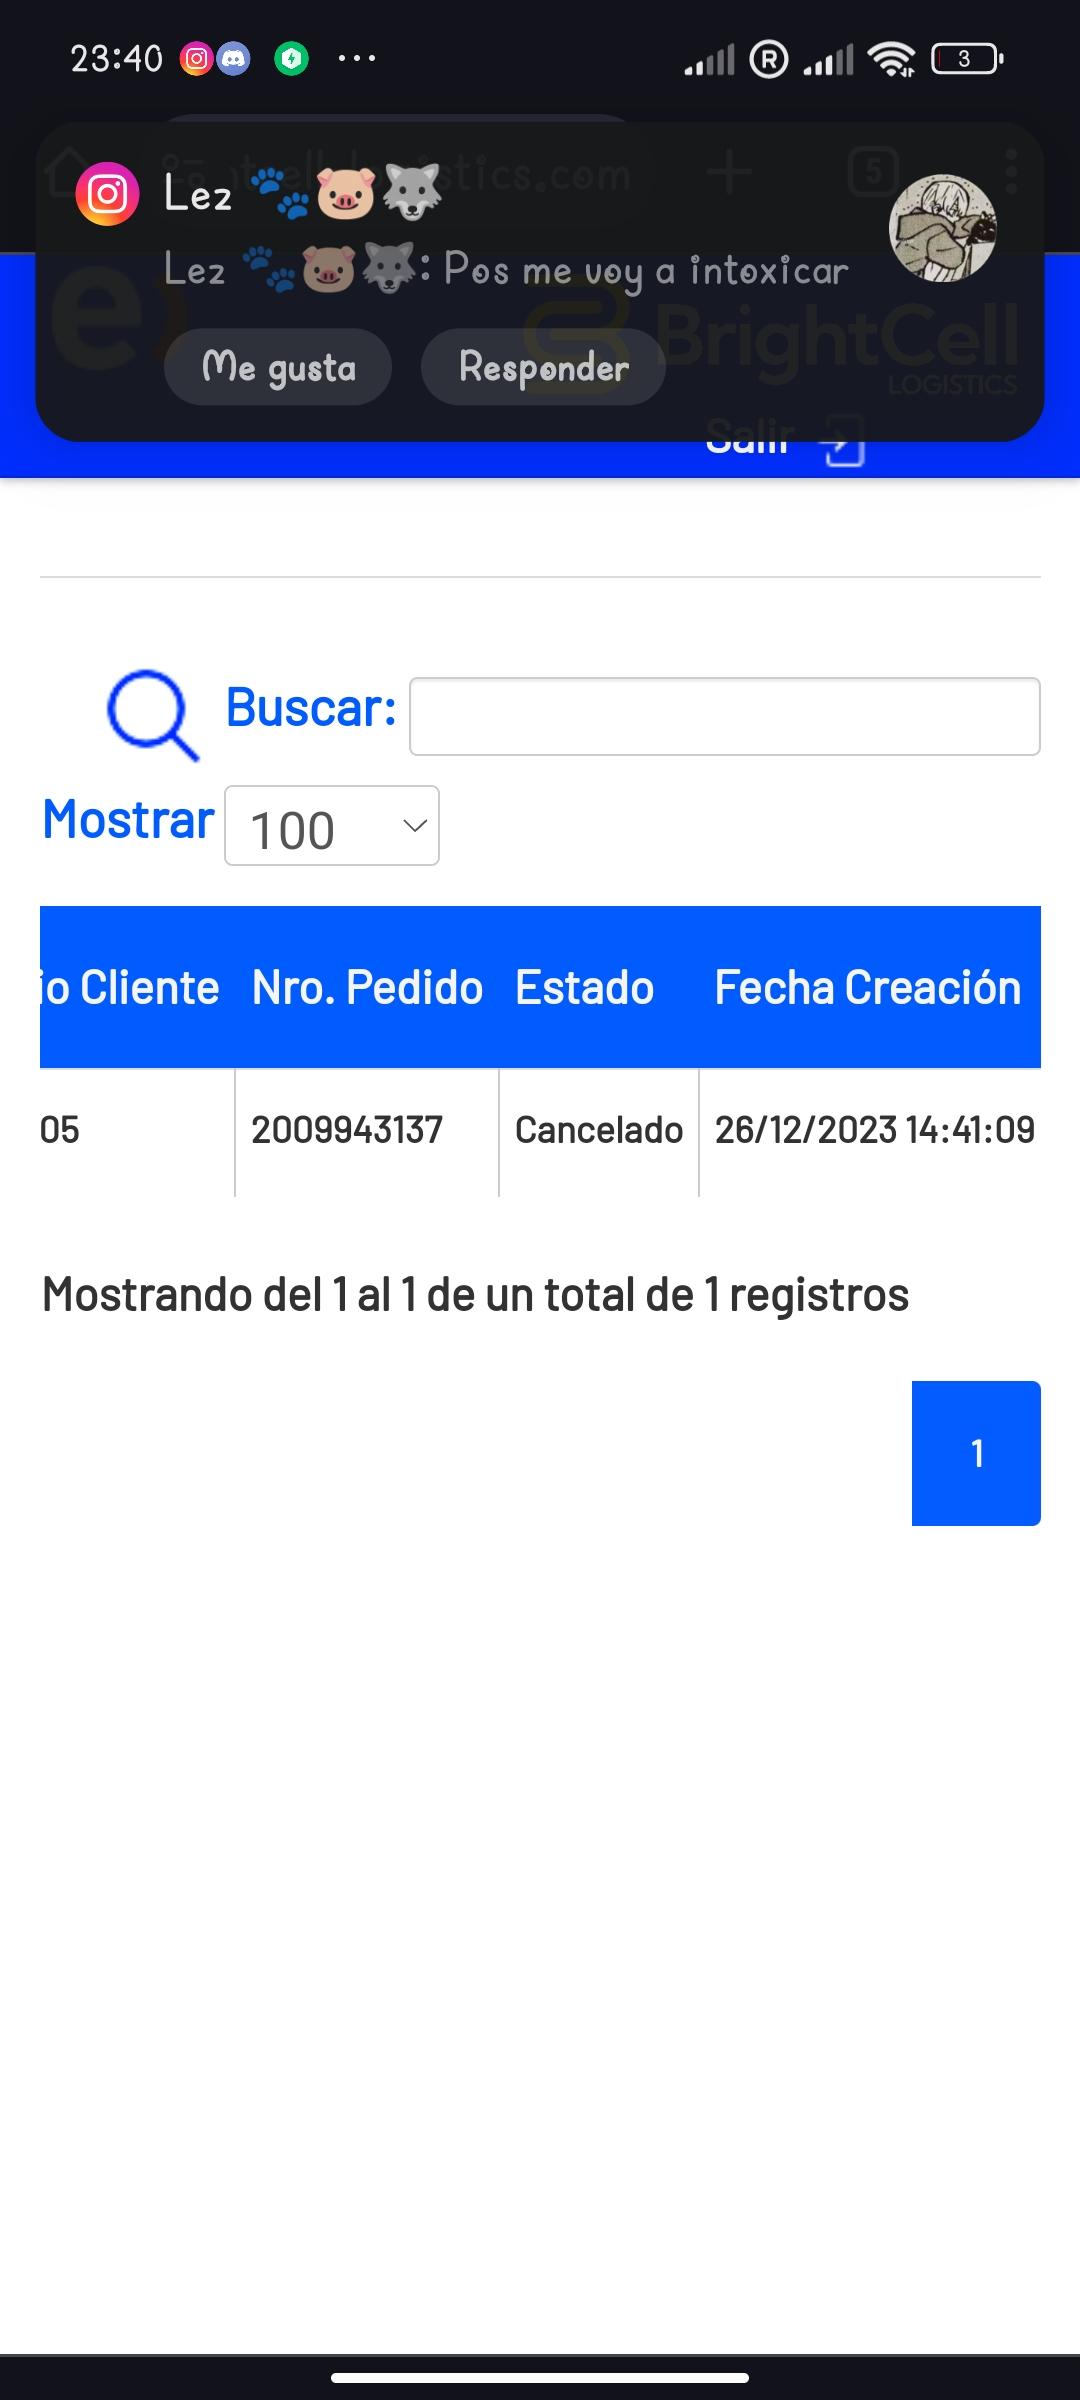 23:40
3
Lez 🐾🐷🐺
Lez 🐾🐷🐺: Pos me voy a intoxicar
Me gusta
Responder
BrightCell
LOGISTICS
Salir
Buscar:
Mostrar 100
io Cliente Nro. Pedido Estado Fecha Creación
05 2009943137 Cancelado 26/12/2023 14:41:09
Mostrando del 1 al 1 de un total de 1 registros
1